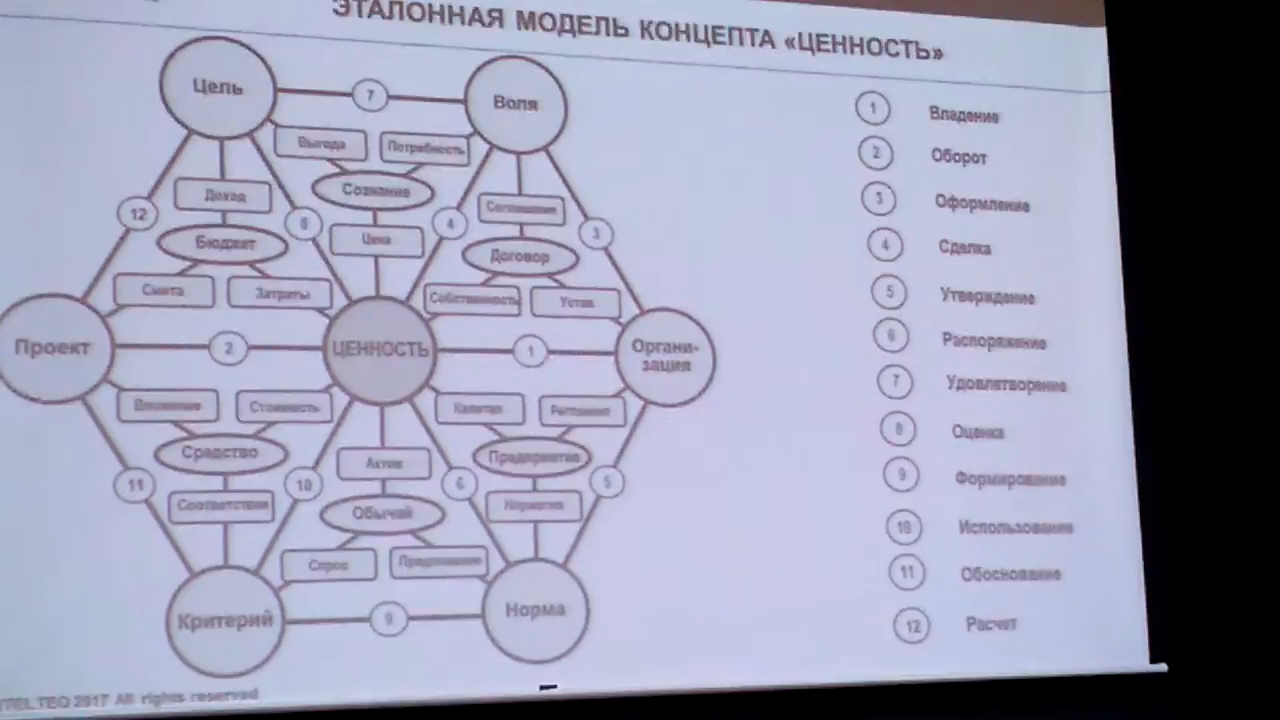 ЭТАЛОННАЯ МОДЕЛЬ КОНЦЕПТА «ЦЕННОСТЬ»
Цель
7
Воля
Выгода
Потребность
Сознание
Доход
Соглашение
12
8
4
3
Бюджет
Цена
Договор
Смета
Затраты
Собственность
Устав
Проект
2
ЦЕННОСТЬ
1
Органи-
зация
Вложение
Стоимость
Капитал
Регламент
Средство
Актив
Предприятие
11
10
6
5
Соответствие
Обычай
Норматив
Спрос
Предложение
Критерий
9
Норма
1 Владение
2 Оборот
3 Оформление
4 Сделка
5 Утверждение
6 Распоряжение
7 Удовлетворение
8 Оценка
9 Формирование
10 Использование
11 Обоснование
12 Расчет
2017 All rights reserved